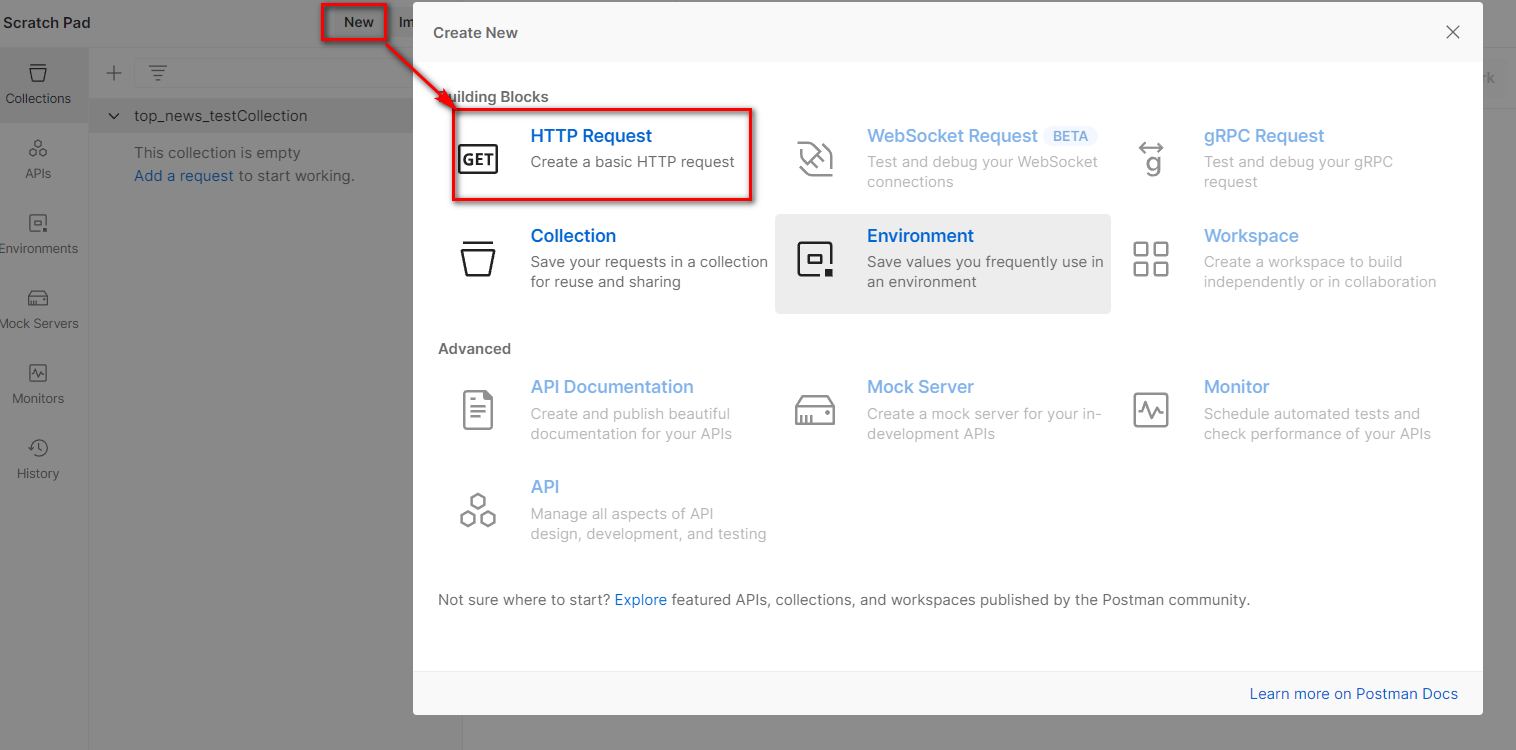 Scratch Pad
New
Im
Collections
APIs
Environments
Mock Servers
Monitors
History
top_news_testCollection
This collection is empty
Add a request to start working.
Create New
uilding Blocks
HTTP Request
GET
Create a basic HTTP request
WebSocket Request BETA
Test and debug your WebSocket
connections
gRPC Request
g
Test and debug your gRPC
request
Collection
Save your requests in a collection
for reuse and sharing
Environment
Save values you frequently use in
an environment
Workspace
Create a workspace to build
independently or in collaboration
Advanced
API Documentation
Create and publish beautiful
documentation for your APIs
Mock Server
Create a mock server for your in-
development APIs
Monitor
Schedule automated tests and
check performance of your APIs
API
Manage all aspects of API
design, development, and testing
Not sure where to start? Explore featured APIs, collections, and workspaces published by the Postman community.
Learn more on Postman Docs
rk